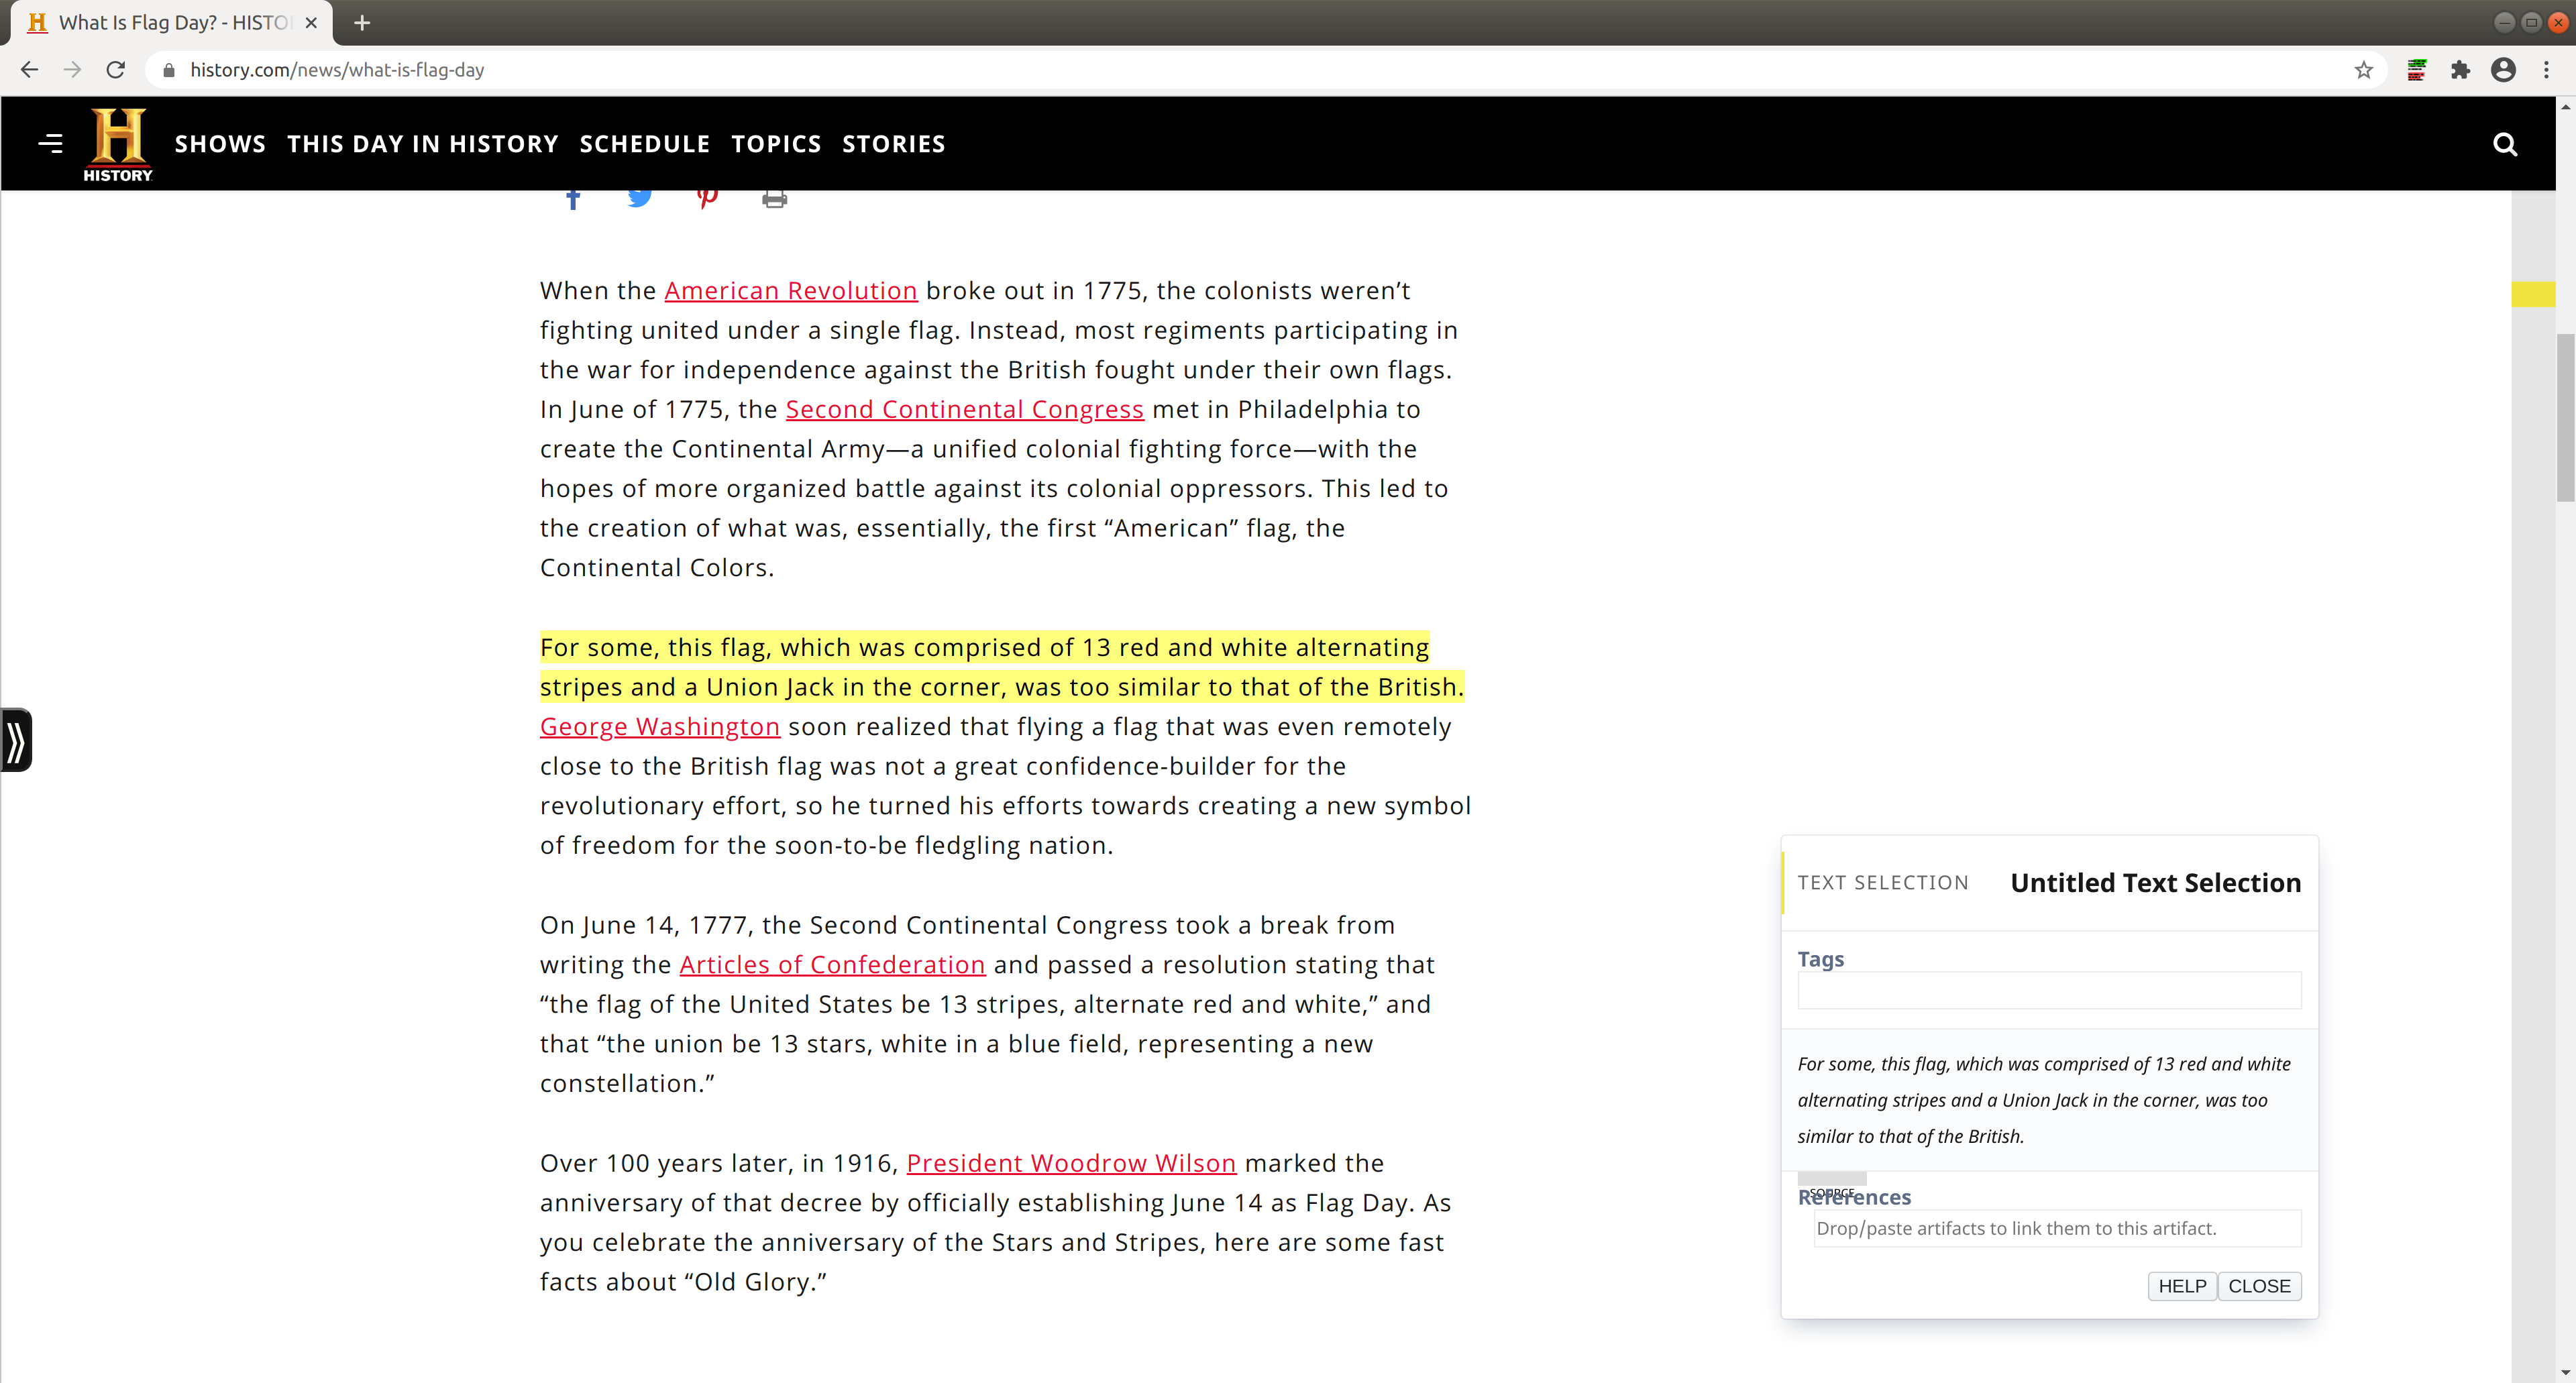 What Is Flag Day? - HISTO
history.com/news/what-is-flag-day
H
HISTORY
SHOWS THIS DAY IN HISTORY SCHEDULE TOPICS STORIES
When the American Revolution broke out in 1775, the colonists weren’t
fighting united under a single flag. Instead, most regiments participating in
the war for independence against the British fought under their own flags.
In June of 1775, the Second Continental Congress met in Philadelphia to
create the Continental Army—a unified colonial fighting force—with the
hopes of more organized battle against its colonial oppressors. This led to
the creation of what was, essentially, the first “American” flag, the
Continental Colors.
For some, this flag, which was comprised of 13 red and white alternating
stripes and a Union Jack in the corner, was too similar to that of the British.
George Washington soon realized that flying a flag that was even remotely
close to the British flag was not a great confidence-builder for the
revolutionary effort, so he turned his efforts towards creating a new symbol
of freedom for the soon-to-be fledgling nation.
On June 14, 1777, the Second Continental Congress took a break from
writing the Articles of Confederation and passed a resolution stating that
“the flag of the United States be 13 stripes, alternate red and white,” and
that “the union be 13 stars, white in a blue field, representing a new
constellation.”
Over 100 years later, in 1916, President Woodrow Wilson marked the
anniversary of that decree by officially establishing June 14 as Flag Day. As
you celebrate the anniversary of the Stars and Stripes, here are some fast
facts about “Old Glory.”
TEXT SELECTION Untitled Text Selection
Tags
For some, this flag, which was comprised of 13 red and white
alternating stripes and a Union Jack in the corner, was too
similar to that of the British.
SOURCE
References
Drop/paste artifacts to link them to this artifact.
HELP CLOSE